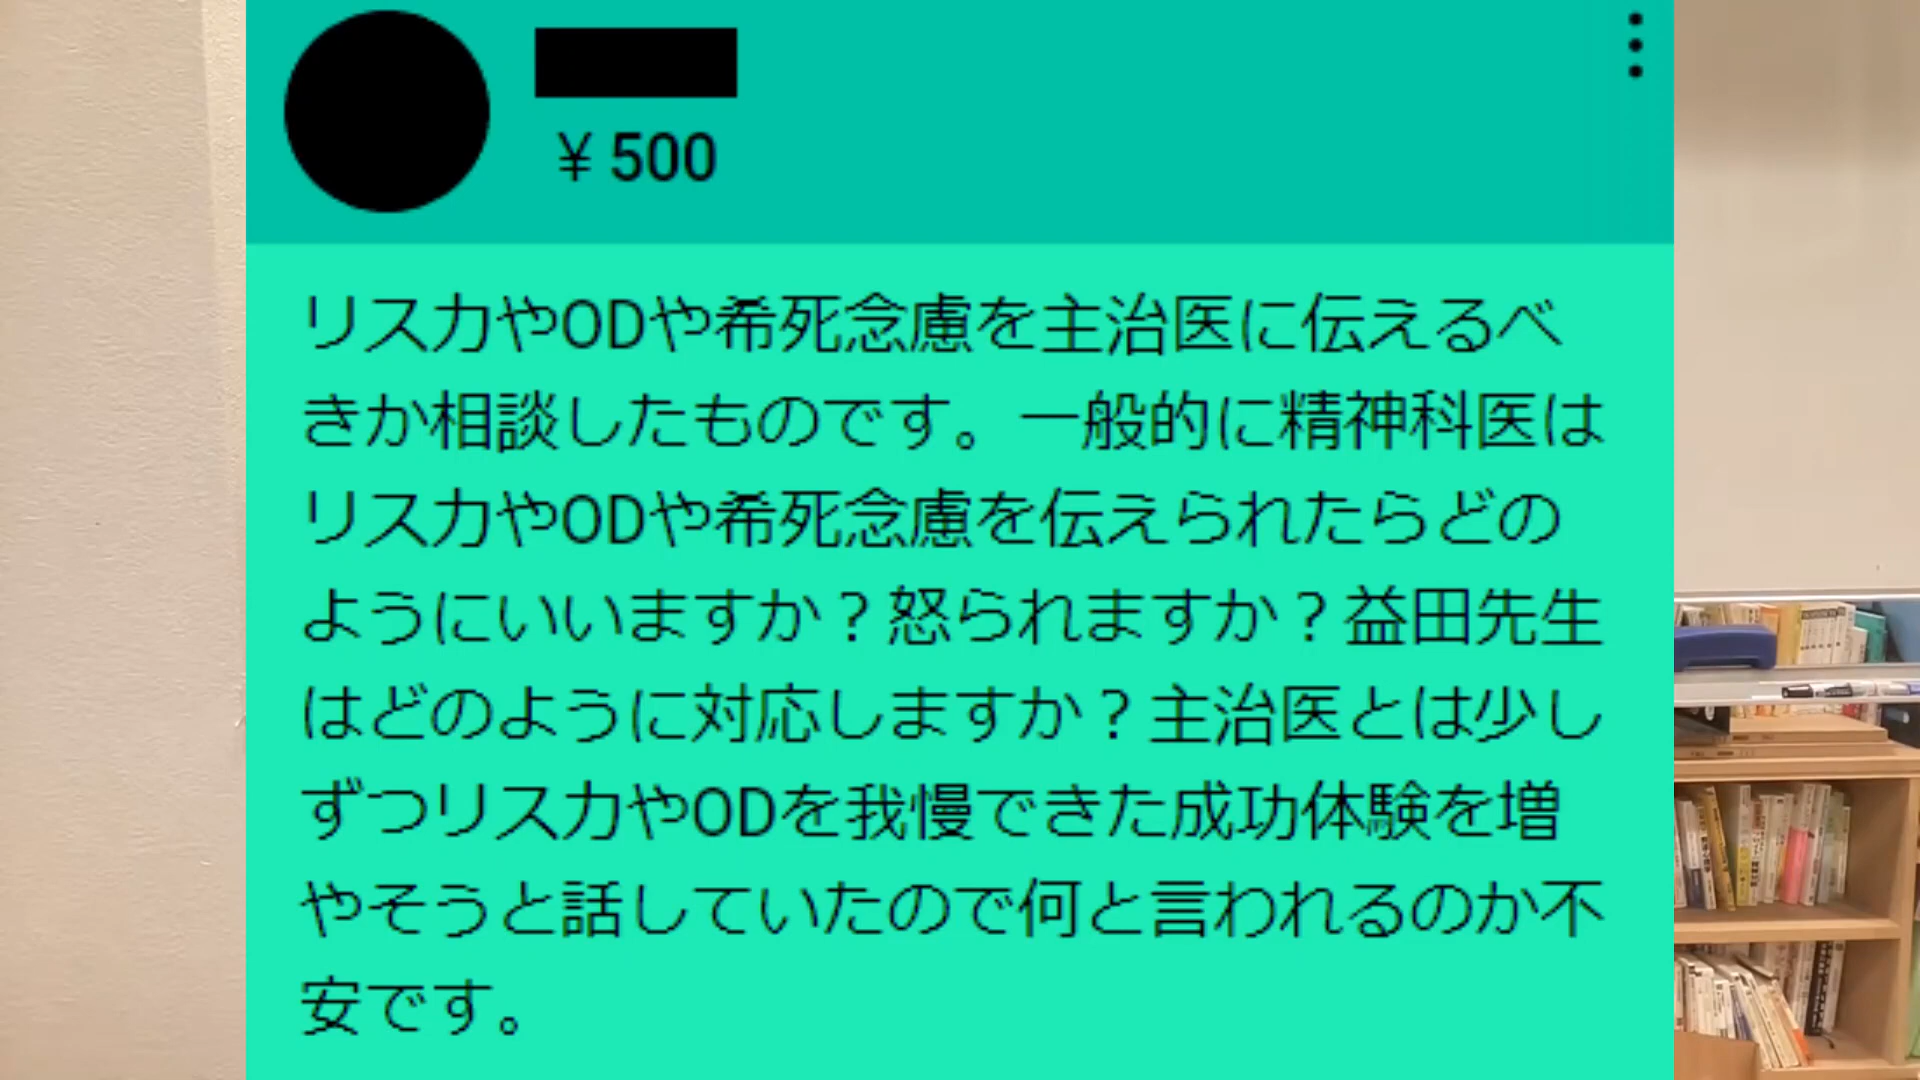 ￥500
リスカやODや希死念慮を主治医に伝えるべ
きか相談したものです。一般的に精神科医は
リスカやODや希死念慮を伝えられたらどの
ようにいいますか？怒られますか？益田先生
はどのように対応しますか？主治医とは少し
ずつリスカやODを我慢できた成功体験を増
やそうと話していたので何と言われるのか不
安です。